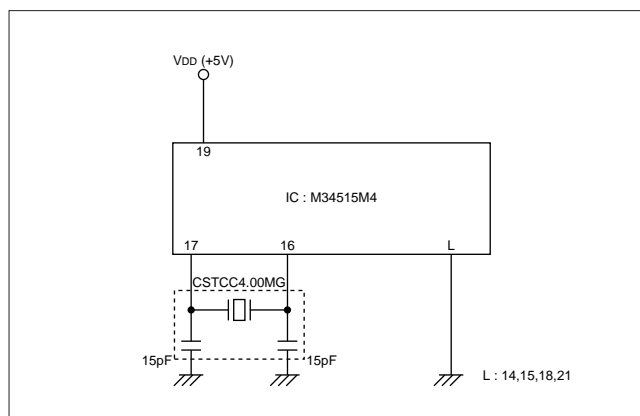 VDD (+5V)
19
IC : M34515M4
17
16
L
CSTCC4.00MG
15pF
15pF
L : 14,15,18,21